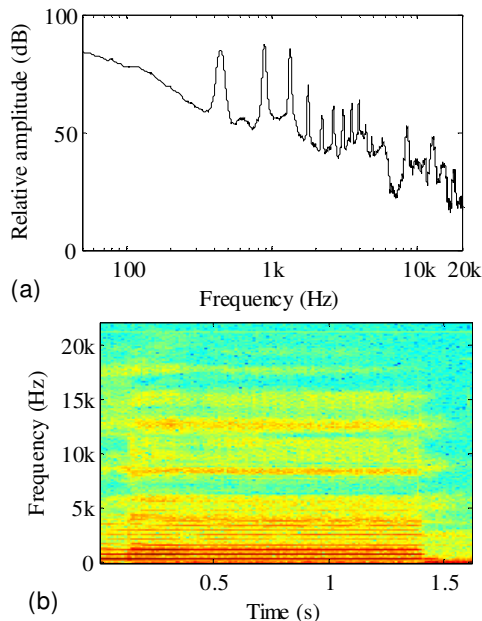 100
50
0
Relative amplitude (dB)
100 1k 10k 20k
Frequency (Hz)
(a)
20k
15k
10k
5k
0
Frequency (Hz)
0.5 1 1.5
Time (s)
(b)